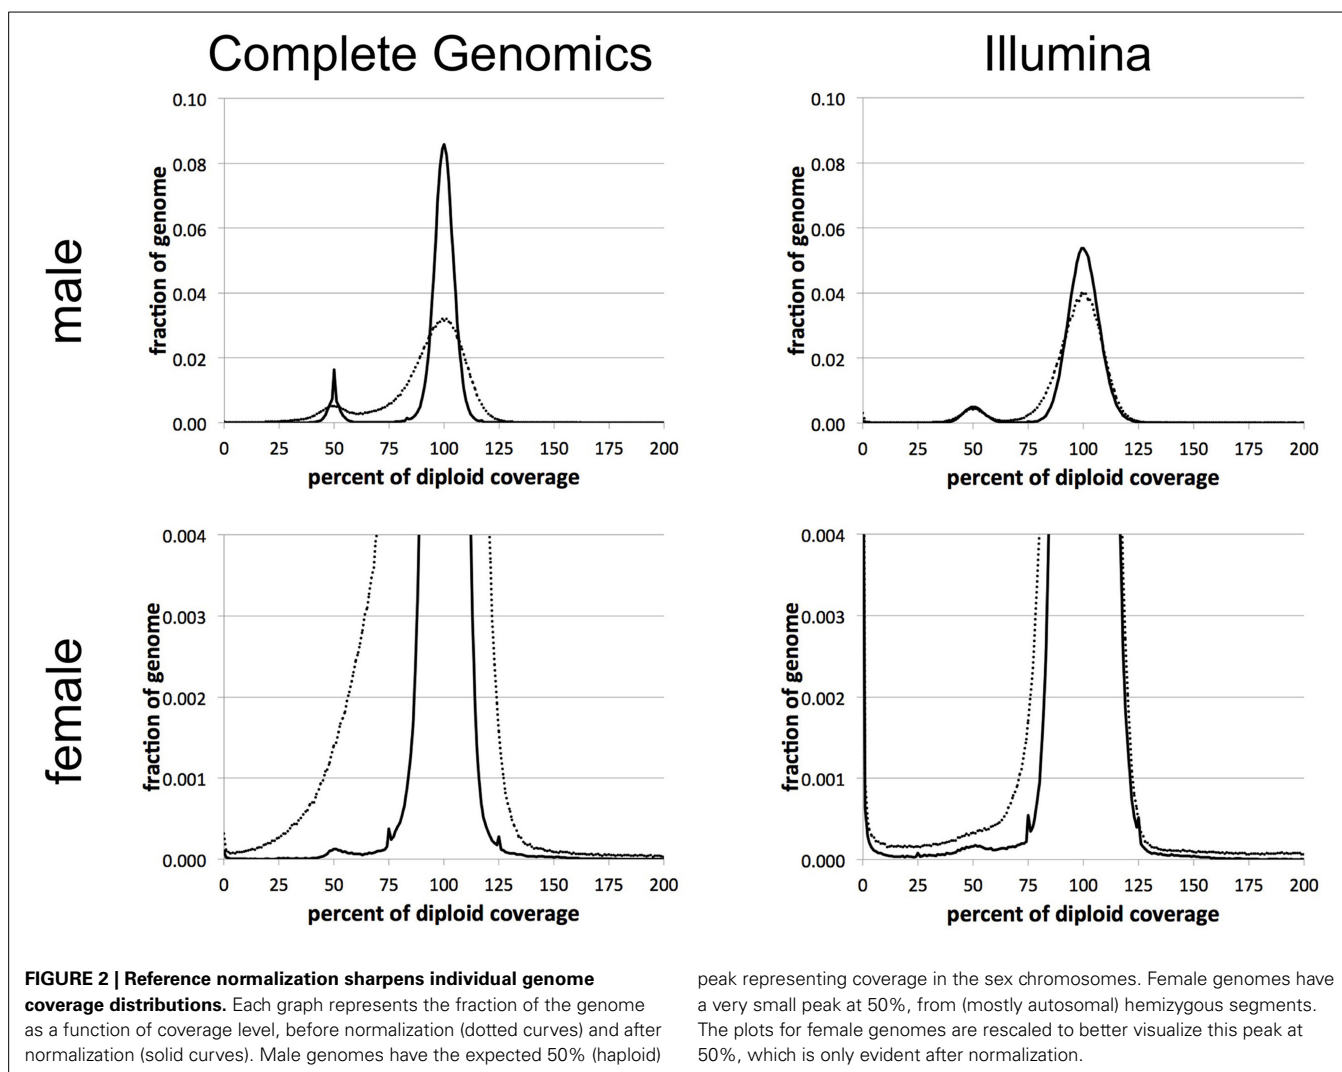 Complete Genomics
Illumina
male
fraction of genome
0.10
0.08
0.06
0.04
0.02
0.00
0 25 50 75 100 125 150 175 200
percent of diploid coverage
fraction of genome
0.10
0.08
0.06
0.04
0.02
0.00
0 25 50 75 100 125 150 175 200
percent of diploid coverage
female
fraction of genome
0.004
0.003
0.002
0.001
0.000
0 25 50 75 100 125 150 175 200
percent of diploid coverage
fraction of genome
0.004
0.003
0.002
0.001
0.000
0 25 50 75 100 125 150 175 200
percent of diploid coverage
FIGURE 2 | Reference normalization sharpens individual genome
coverage distributions. Each graph represents the fraction of the genome
as a function of coverage level, before normalization (dotted curves) and after
normalization (solid curves). Male genomes have the expected 50% (haploid)
peak representing coverage in the sex chromosomes. Female genomes have
a very small peak at 50%, from (mostly autosomal) hemizygous segments.
The plots for female genomes are rescaled to better visualize this peak at
50%, which is only evident after normalization.